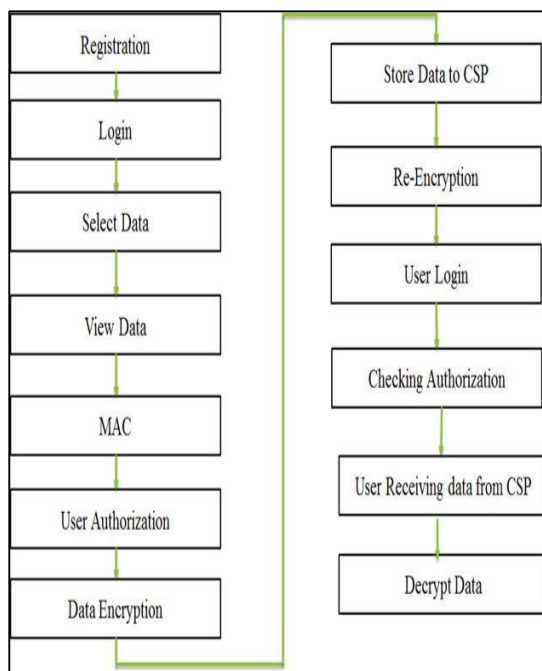 Registration
Login
Select Data
View Data
MAC
User Authorization
Data Encryption
Store Data to CSP
Re-Encryption
User Login
Checking Authorization
User Receiving data from CSP
Decrypt Data